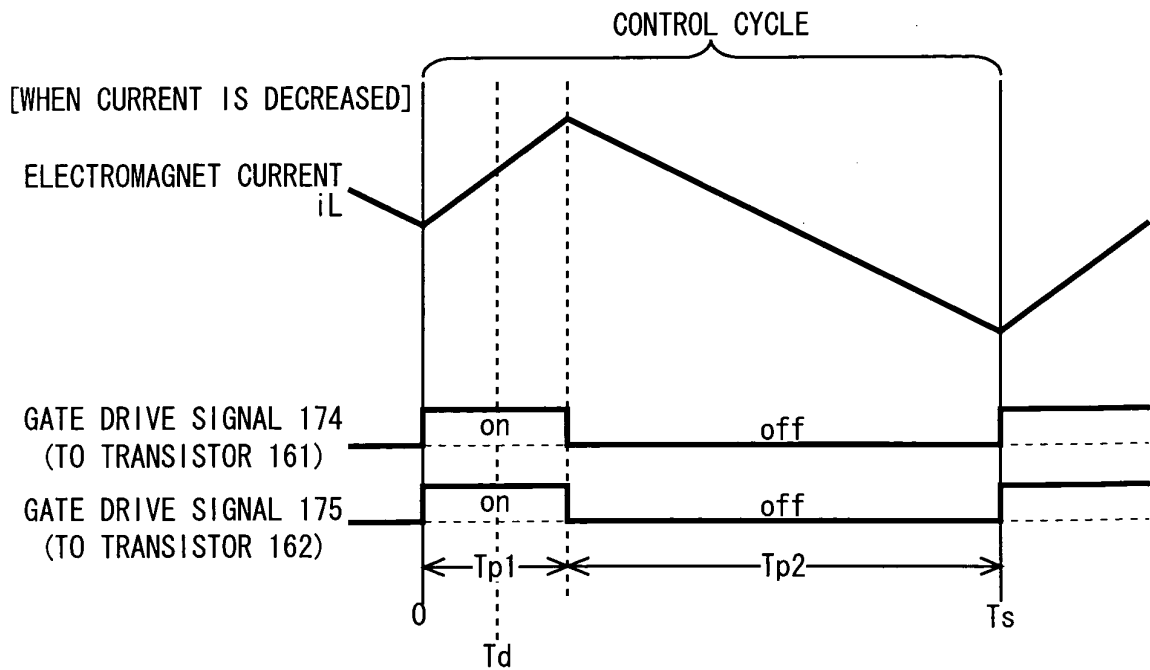 CONTROL CYCLE
[WHEN CURRENT IS DECREASED]
ELECTROMAGNET CURRENT
iL
GATE DRIVE SIGNAL 174
(TO TRANSISTOR 161)
on
off
GATE DRIVE SIGNAL 175
(TO TRANSISTOR 162)
on
off
Tp1
Tp2
0
Ts
Td